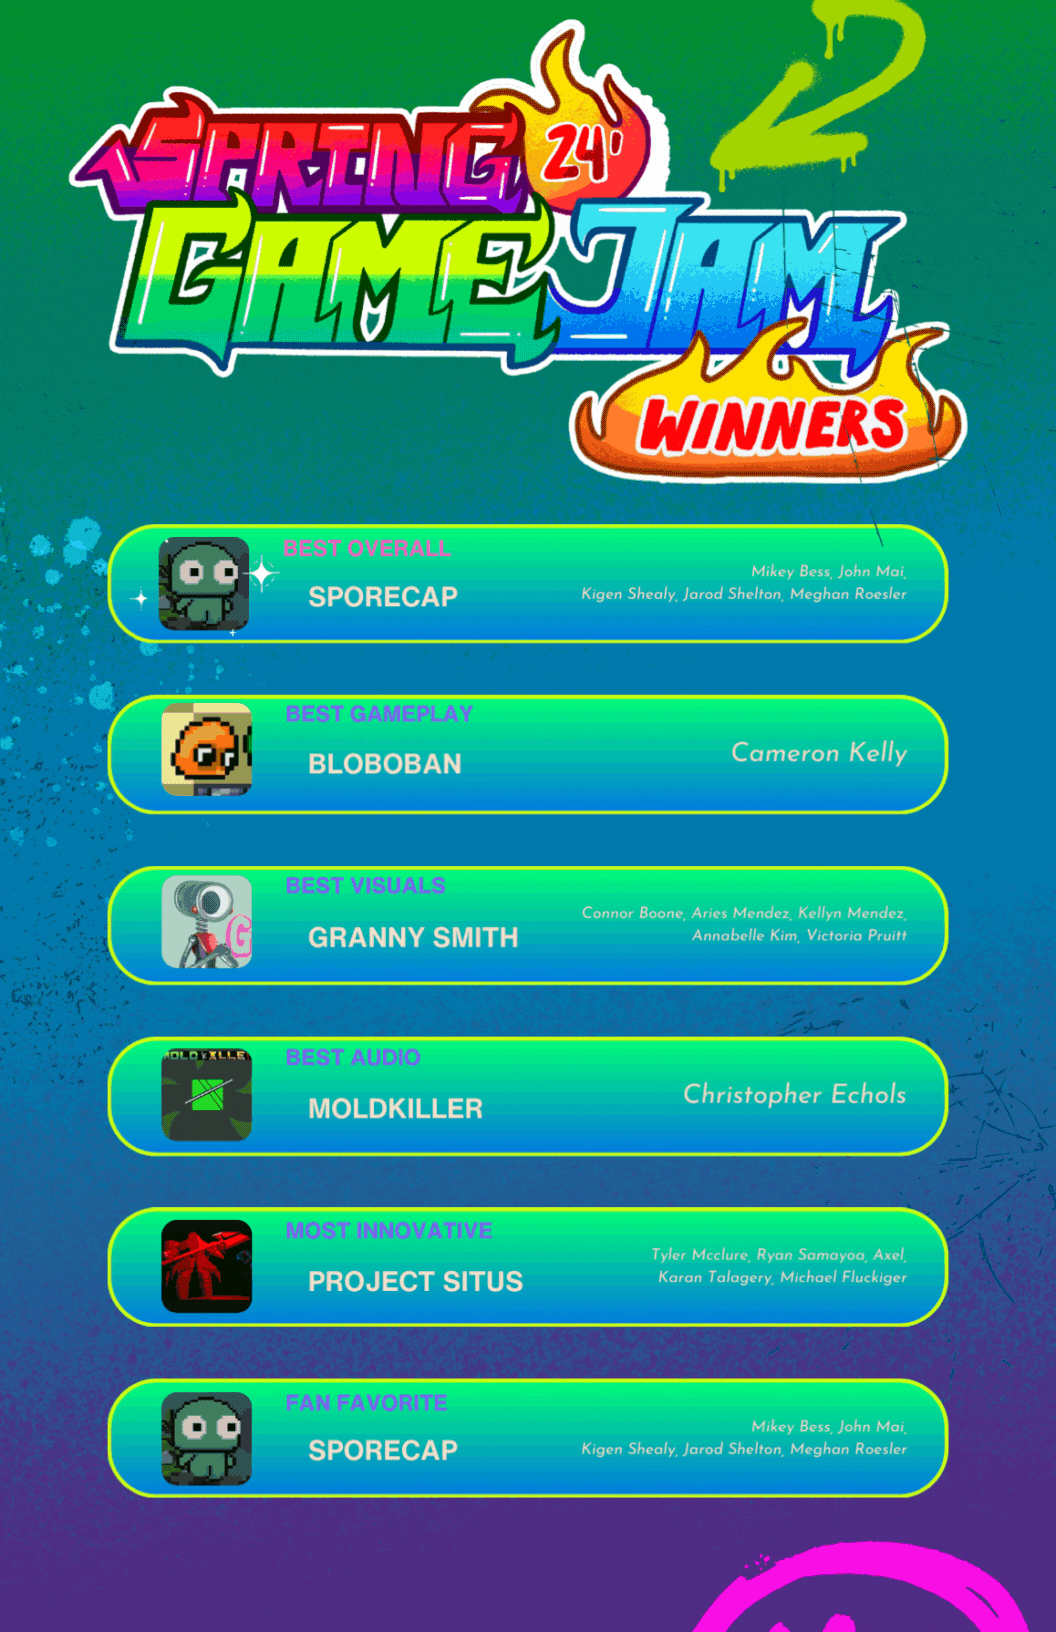 2
SPRING 24'
GAME JAM
WINNERS
BEST OVERALL
SPORECAP
Mikey Bess, John Mai,
Kigen Shealy, Jarod Shelton, Meghan Roesler
BEST GAMEPLAY
BLOBOBAN
Cameron Kelly
BEST VISUALS
GRANNY SMITH
G
Connor Boone, Aries Mendez, Kellyn Mendez,
Annabelle Kim, Victoria Pruitt
BEST AUDIO
MOLDKILLER
Christopher Echols
MOST INNOVATIVE
PROJECT SITUS
Tyler Mcclure, Ryan Samayoa, Axel,
Karan Talagery, Michael Fluckiger
FAN FAVORITE
SPORECAP
Mikey Bess, John Mai,
Kigen Shealy, Jarod Shelton, Meghan Roesler